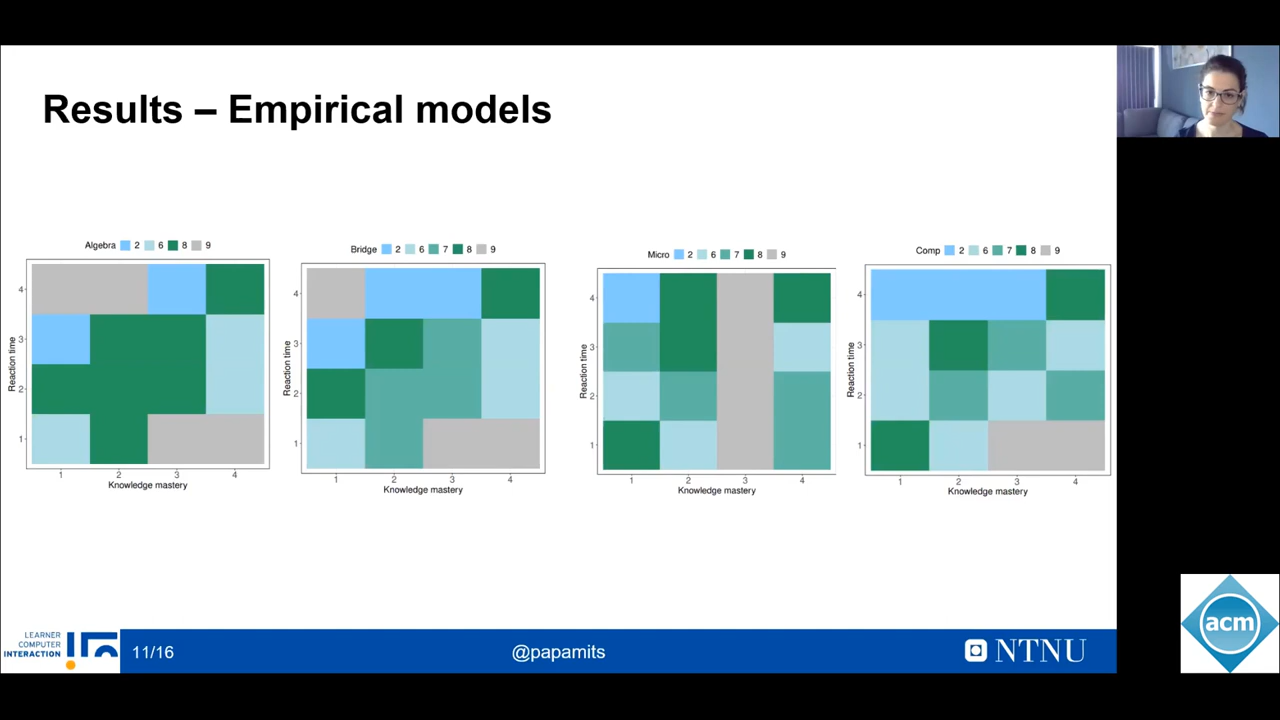 Results – Empirical models
Algebra 2 6 8 9
Reaction time
4
3
2
1
1 2 3 4
Knowledge mastery
Bridge 2 6 7 8 9
Reaction time
4
3
2
1
1 2 3 4
Knowledge mastery
Micro 2 6 7 8 9
Reaction time
4
3
2
1
1 2 3 4
Knowledge mastery
Comp 2 6 7 8 9
Reaction time
4
3
2
1
1 2 3 4
Knowledge mastery
LEARNER
COMPUTER
INTERACTION
11/16
@papamits
NTNU
acm